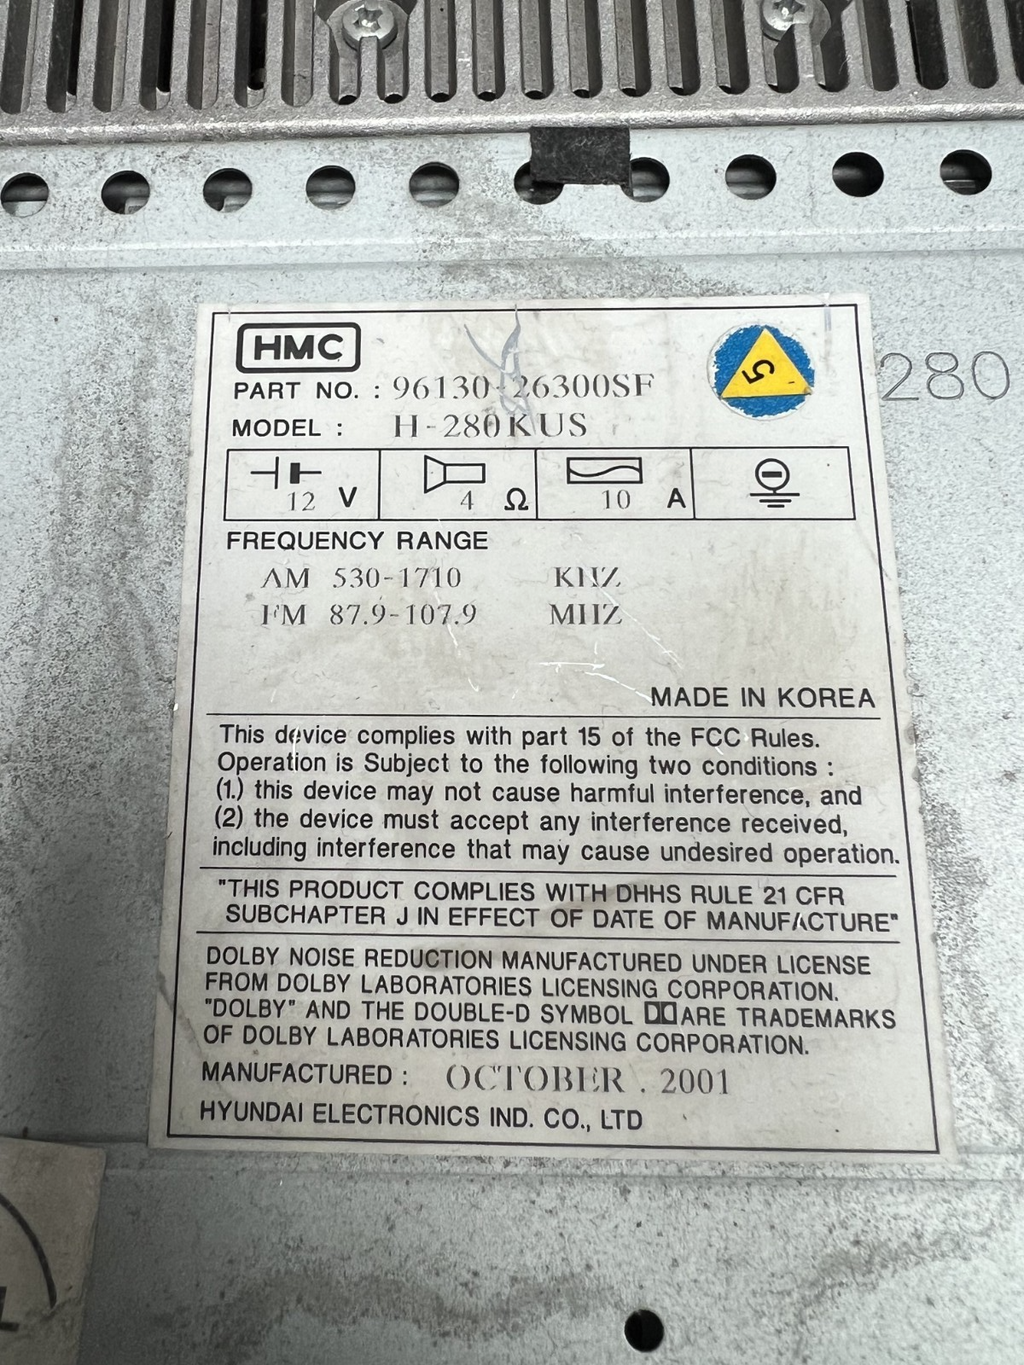 HMC
PART NO. : 96130-26300SF
5
280
MODEL : H-280KUS
12 V 4 Ω 10 A
FREQUENCY RANGE
AM 530-1710 KHZ
FM 87.9-107.9 MHZ
MADE IN KOREA
This device complies with part 15 of the FCC Rules.
Operation is Subject to the following two conditions :
(1.) this device may not cause harmful interference, and
(2) the device must accept any interference received,
including interference that may cause undesired operation.
"THIS PRODUCT COMPLIES WITH DHHS RULE 21 CFR
SUBCHAPTER J IN EFFECT OF DATE OF MANUFACTURE"
DOLBY NOISE REDUCTION MANUFACTURED UNDER LICENSE
FROM DOLBY LABORATORIES LICENSING CORPORATION.
"DOLBY" AND THE DOUBLE-D SYMBOL ARE TRADEMARKS
OF DOLBY LABORATORIES LICENSING CORPORATION.
MANUFACTURED : OCTOBER . 2001
HYUNDAI ELECTRONICS IND. CO., LTD